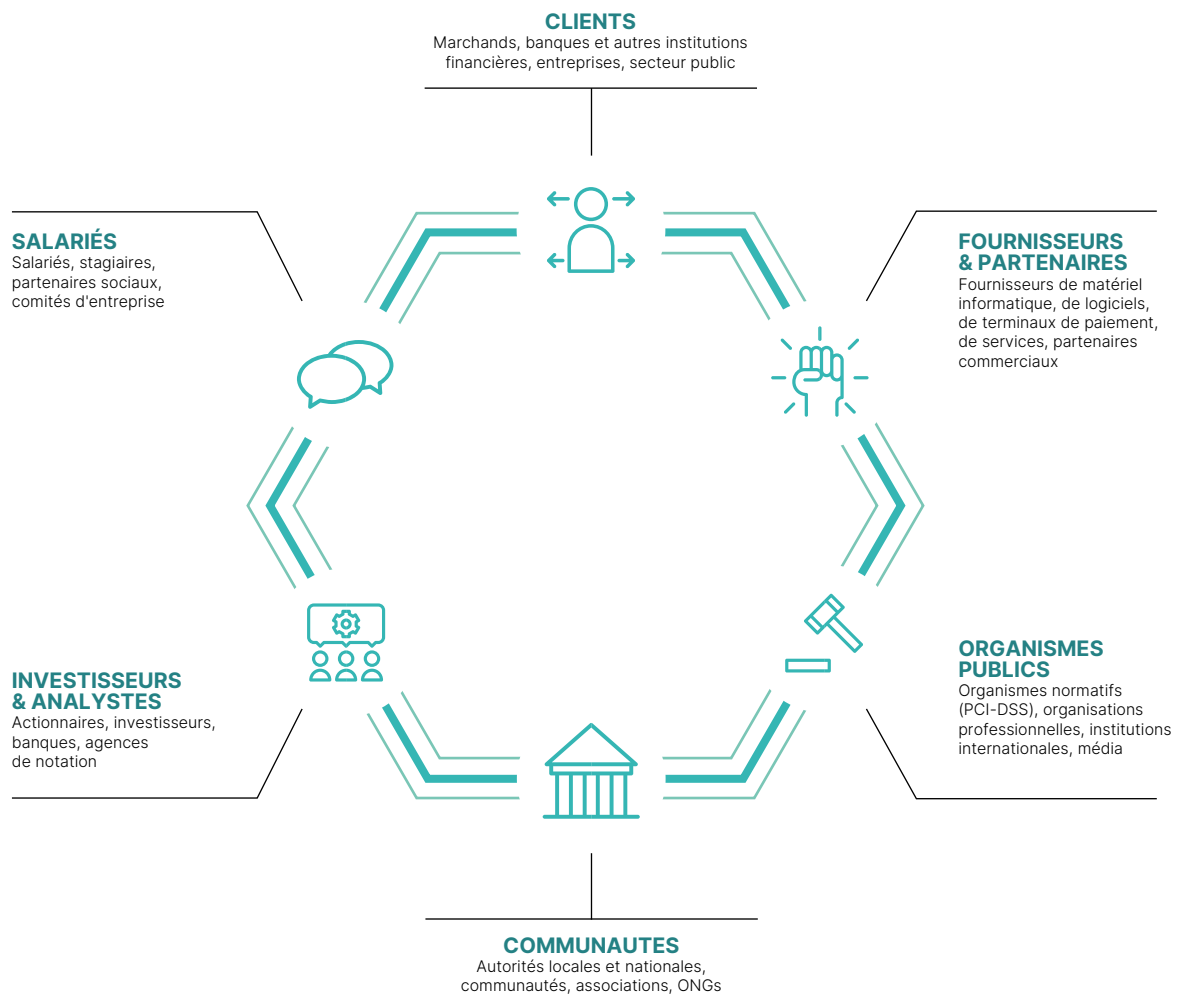 CLIENTS
Marchands, banques et autres institutions
financières, entreprises, secteur public
SALARIÉS
Salariés, stagiaires,
partenaires sociaux,
comités d'entreprise
FOURNISSEURS
& PARTENAIRES
Fournisseurs de matériel
informatique, de logiciels,
de terminaux de paiement,
de services, partenaires
commerciaux
INVESTISSEURS
& ANALYSTES
Actionnaires, investisseurs,
banques, agences
de notation
ORGANISMES
PUBLICS
Organismes normatifs
(PCI-DSS), organisations
professionnelles, institutions
internationales, média
COMMUNAUTES
Autorités locales et nationales,
communautés, associations, ONGs